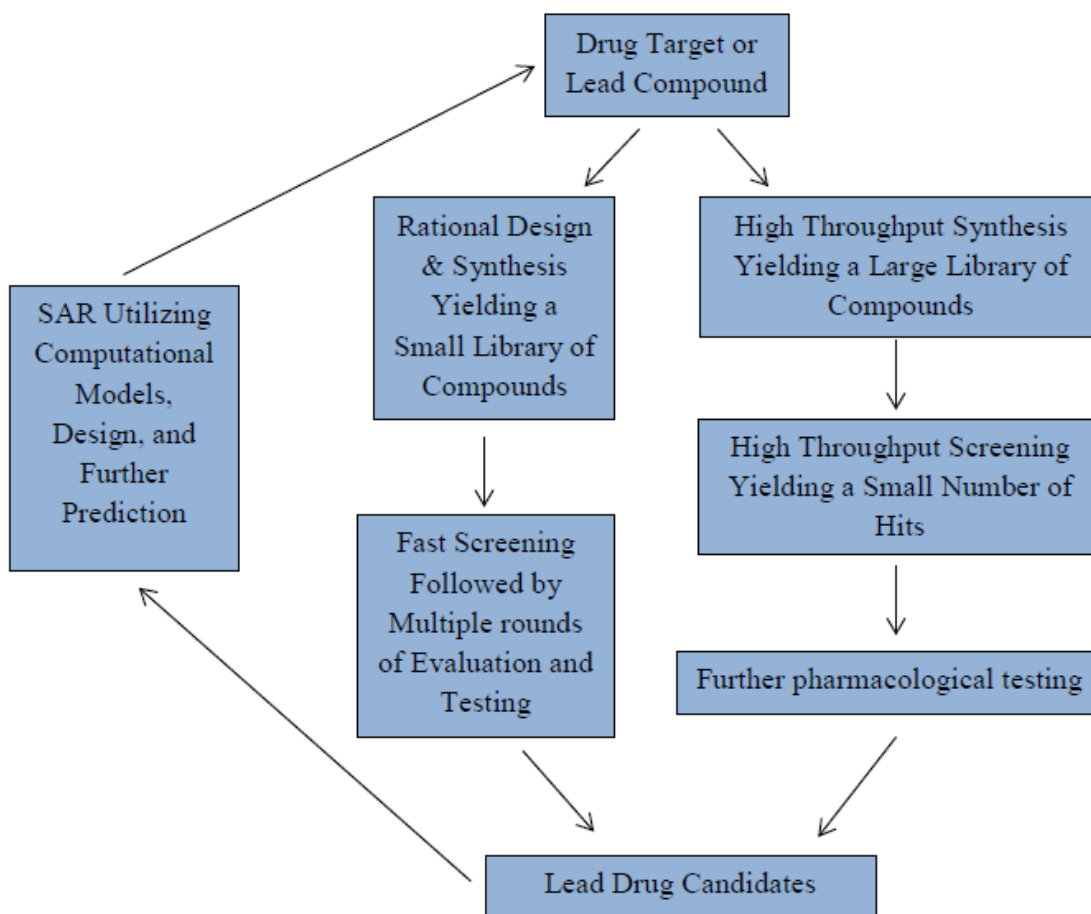 Drug Target or
Lead Compound
Rational Design
& Synthesis
Yielding a
Small Library of
Compounds
High Throughput Synthesis
Yielding a Large Library of
Compounds
SAR Utilizing
Computational
Models,
Design, and
Further
Prediction
High Throughput Screening
Yielding a Small Number of
Hits
Fast Screening
Followed by
Multiple rounds
of Evaluation and
Testing
Further pharmacological testing
Lead Drug Candidates